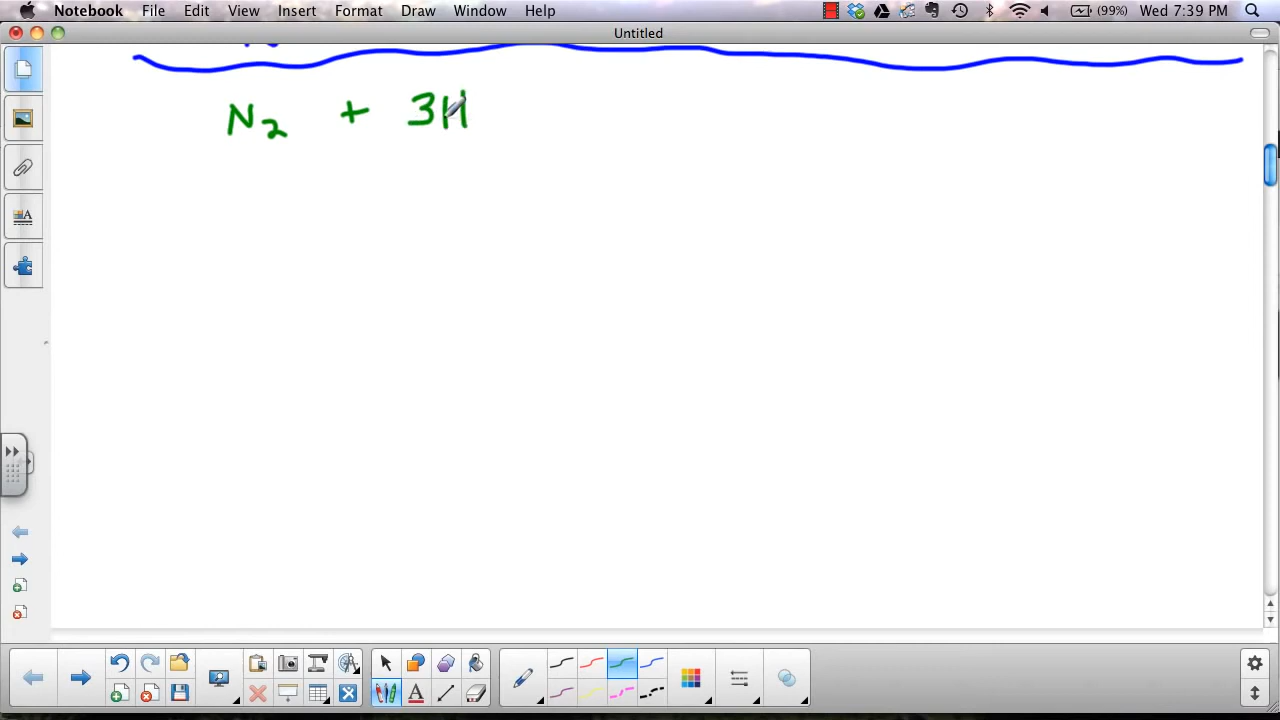 Notebook File Edit View Insert Format Draw Window Help (99%) Wed 7:39 PM
Untitled
N₂ + 3H